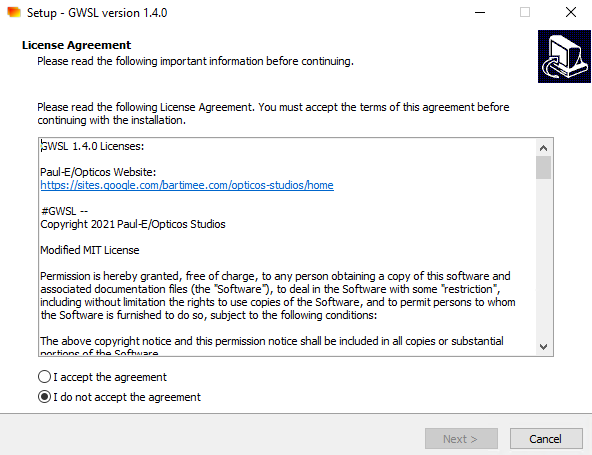 Setup - GWSL version 1.4.0
License Agreement
Please read the following important information before continuing.
Please read the following License Agreement. You must accept the terms of this agreement before
continuing with the installation.
GWSL 1.4.0 Licenses:
Paul-E/Opticos Website:
https://sites.google.com/bartimee.com/opticos-studios/home
#GWSL --
Copyright 2021 Paul-E/Opticos Studios
Modified MIT License
Permission is hereby granted, free of charge, to any person obtaining a copy of this software and
associated documentation files (the "Software"), to deal in the Software with some "restriction",
including without limitation the rights to use copies of the Software, and to permit persons to whom
the Software is furnished to do so, subject to the following conditions:
The above copyright notice and this permission notice shall be included in all copies or substantial
portions of the Software.
I accept the agreement
I do not accept the agreement
Next >
Cancel